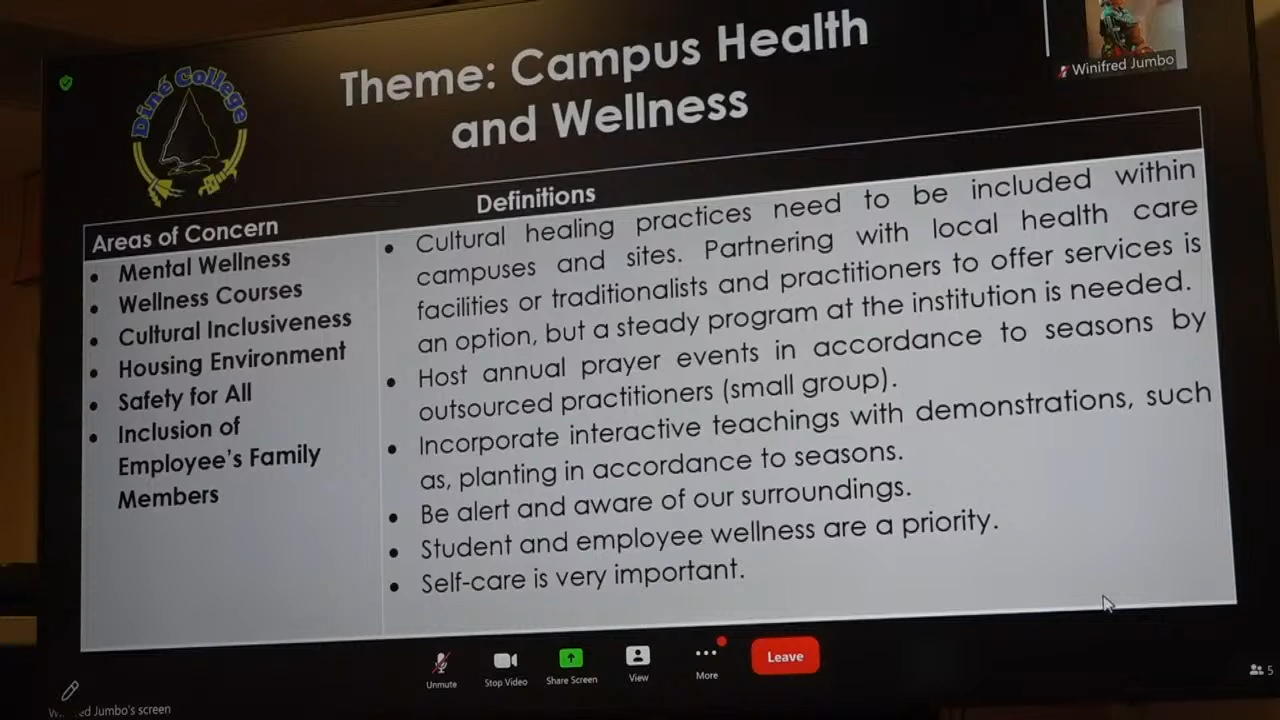 Diné College
Theme: Campus Health
and Wellness
Winifred Jumbo
Areas of Concern
• Mental Wellness
• Wellness Courses
• Cultural Inclusiveness
• Housing Environment
• Safety for All
• Inclusion of
Employee's Family
Members
Definitions
• Cultural healing practices need to be included within
campuses and sites. Partnering with local health care
facilities or traditionalists and practitioners to offer services is
an option, but a steady program at the institution is needed.
• Host annual prayer events in accordance to seasons by
outsourced practitioners (small group).
• Incorporate interactive teachings with demonstrations, such
as, planting in accordance to seasons.
• Be alert and aware of our surroundings.
• Student and employee wellness are a priority.
• Self-care is very important.
Unmute
Stop Video
Share Screen
View
More
Leave
5
Jumbo's screen